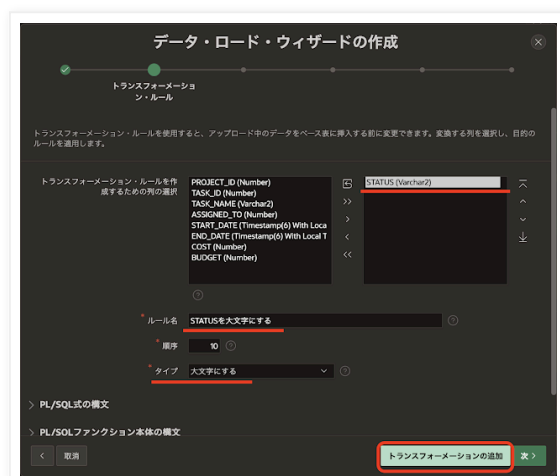 データ・ロード・ウィザードの作成
トランスフォーメーショ
ン・ルール
トランスフォーメーション・ルールを使用すると、アップロード中のデータをベース表に挿入する前に変更できます。変換する列を選択し、目的の
ルールを適用します。
トランスフォーメーション・ルールを作
成するための列の選択
PROJECT_ID (Number)
TASK_ID (Number)
TASK_NAME (Varchar2)
ASSIGNED_TO (Number)
START_DATE (Timestamp(6) With Loca
END_DATE (Timestamp(6) With Local T
COST (Number)
BUDGET (Number)
STATUS (Varchar2)
* ルール名
STATUSを大文字にする
* 順序
10
* タイプ
大文字にする
PL/SQL式の構文
PL/SQLファンクション本体の構文
取消
トランスフォーメーションの追加
次